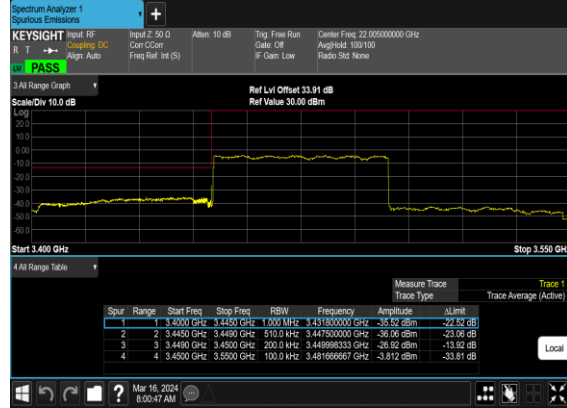 Spectrum Analyzer 1
Spurious Emissions
+
KEYSIGHT Input: RF Input Z: 50 Ω Atten: 10 dB Trig: Free Run Center Freq: 22.005000000 GHz
R T Coupling: DC Corr CCorr Gate: Off Avg|Hold: 100/100
Align: Auto Freq Ref: Int (S) IF Gain: Low Radio Std: None
PASS
3 All Range Graph
Ref Lvl Offset 33.91 dB
Scale/Div 10.0 dB Ref Value 30.00 dBm
Log
20.0
10.0
0.00
-10.0
-20.0
-30.0
-40.0
-50.0
-60.0
Start 3.400 GHz Stop 3.550 GH
4 All Range Table
Measure Trace Trace 1
Trace Type Trace Average (Active)
Spur Range Start Freq Stop Freq RBW Frequency Amplitude ΔLimit
1 1 3.4000 GHz 3.4450 GHz 1.000 MHz 3.431800000 GHz -35.52 dBm -22.52 dB
2 2 3.4450 GHz 3.4490 GHz 510.0 kHz 3.447500000 GHz -36.06 dBm -23.06 dB
3 3 3.4490 GHz 3.4500 GHz 200.0 kHz 3.449998333 GHz -26.92 dBm -13.92 dB
4 4 3.4500 GHz 3.5500 GHz 100.0 kHz 3.481666667 GHz -3.812 dBm -33.81 dB
Local
?
Mar 16, 2024
8:00:47 AM